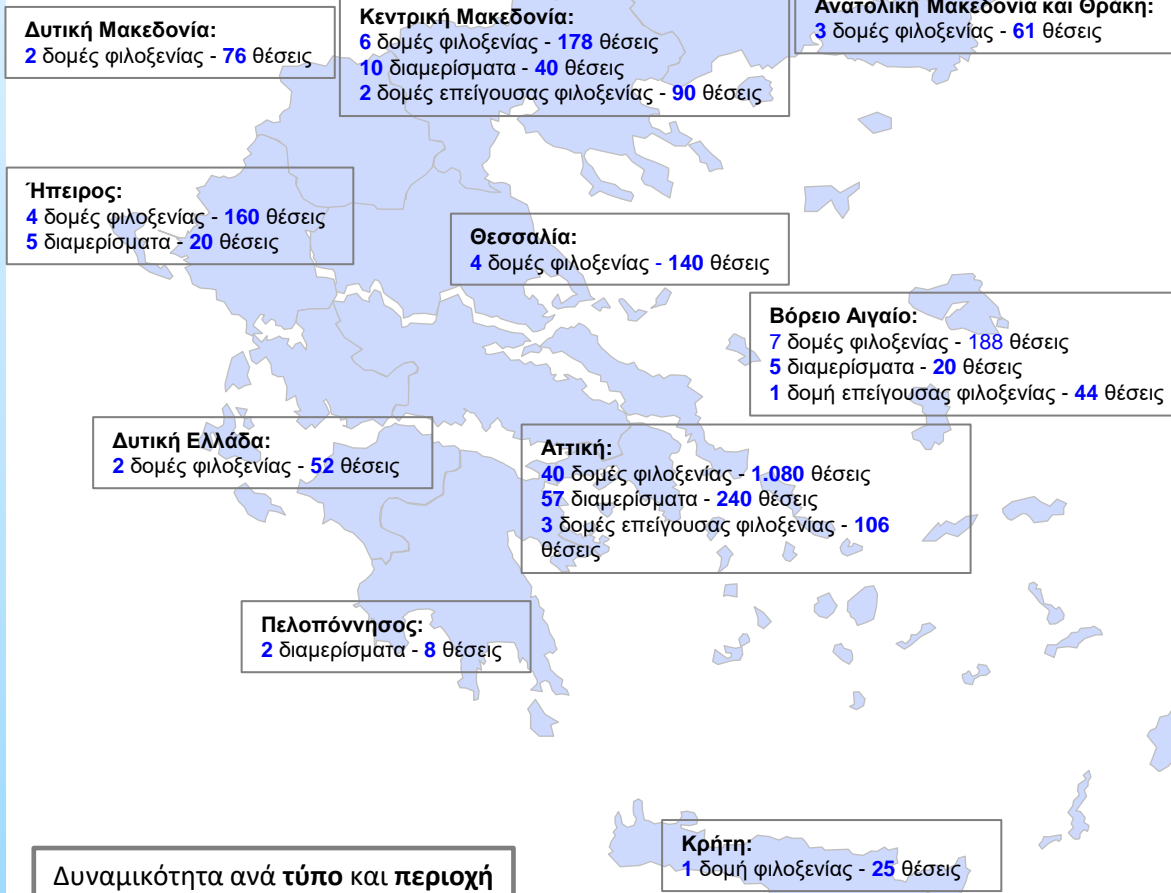 Δυτική Μακεδονία:
2 δομές φιλοξενίας - 76 θέσεις
Κεντρική Μακεδονία:
6 δομές φιλοξενίας - 178 θέσεις
10 διαμερίσματα - 40 θέσεις
2 δομές επείγουσας φιλοξενίας - 90 θέσεις
Ανατολική Μακεδονία και Θράκη:
3 δομές φιλοξενίας - 61 θέσεις
Ήπειρος:
4 δομές φιλοξενίας - 160 θέσεις
5 διαμερίσματα - 20 θέσεις
Θεσσαλία:
4 δομές φιλοξενίας - 140 θέσεις
Βόρειο Αιγαίο:
7 δομές φιλοξενίας - 188 θέσεις
5 διαμερίσματα - 20 θέσεις
1 δομή επείγουσας φιλοξενίας - 44 θέσεις
Δυτική Ελλάδα:
2 δομές φιλοξενίας - 52 θέσεις
Αττική:
40 δομές φιλοξενίας - 1.080 θέσεις
57 διαμερίσματα - 240 θέσεις
3 δομές επείγουσας φιλοξενίας - 106
θέσεις
Πελοπόννησος:
2 διαμερίσματα - 8 θέσεις
Κρήτη:
1 δομή φιλοξενίας - 25 θέσεις
Δυναμικότητα ανά τύπο και περιοχή